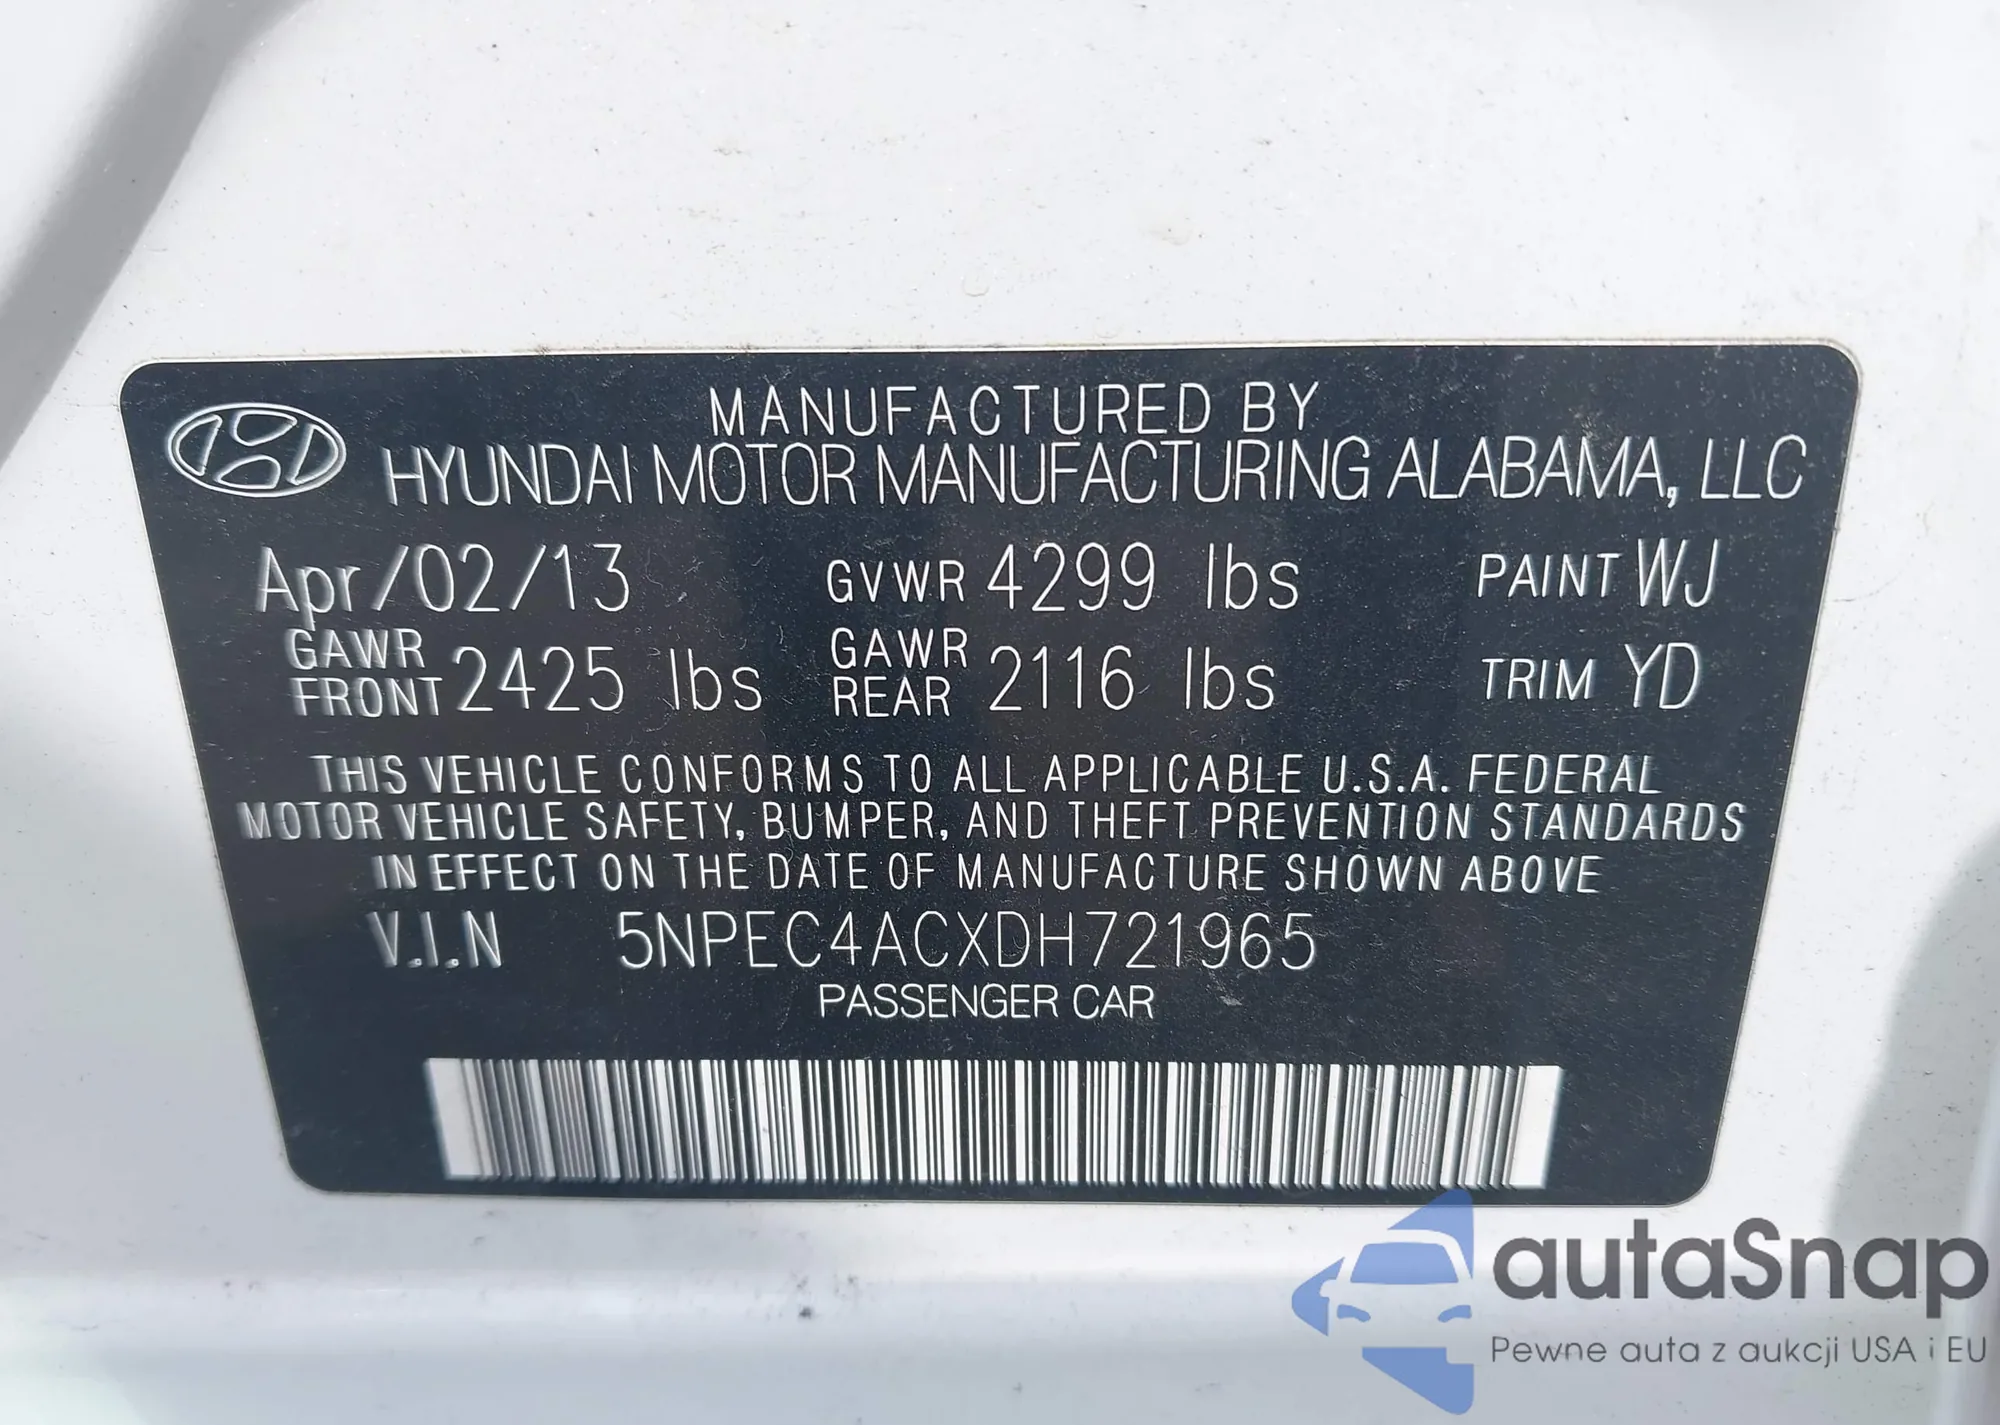 MANUFACTURED BY
HYUNDAI MOTOR MANUFACTURING ALABAMA, LLC
Apr/02/13 GVWR 4299 lbs PAINT WJ
GAWR FRONT 2425 lbs GAWR REAR 2116 lbs TRIM YD
THIS VEHICLE CONFORMS TO ALL APPLICABLE U.S.A. FEDERAL
MOTOR VEHICLE SAFETY, BUMPER, AND THEFT PREVENTION STANDARDS
IN EFFECT ON THE DATE OF MANUFACTURE SHOWN ABOVE
V.I.N 5NPEC4ACXDH721965
PASSENGER CAR
autaSnap
Pewne auta z aukcji USA i EU